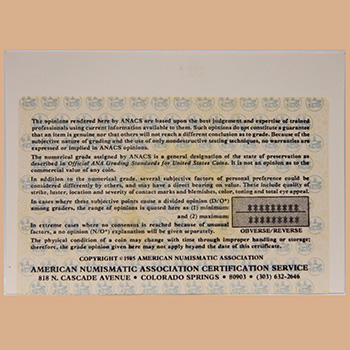 The opinions rendered here by ANACS are based upon the best judgement and expertise of trained
professionals using current information available to them. Such opinions do not constitute a guarantee
that an item is genuine nor that others will not reach a different conclusion as to grade. Because of the
subjective nature of grading and the use of only nondestructive testing techniques, no warranties are
expressed or implied in ANACS opinions.
The numerical grade assigned by ANACS is a general designation of the state of preservation as
described in Official ANA Grading Standards for United States Coins. It is not an opinion as to the
commercial value of any coin.
In addition to the numerical grade, several subjective factors of personal preference could be
considered differently by others, and may have a direct bearing on value. These include quality of
strike, luster, location and number of blemishes, color, toning and total eye appeal.
In cases where these subjective points cause a divided opinion (D/O*)
among graders, the range of opinions is quoted here as (1) minimum:
and (2) maximum:
In extreme cases where no consensus is reached because of unusual
factors, a no opinion (N/O*) explanation will be given separately.
OBVERSE/REVERSE
The physical condition of a coin may change with time through improper handling or storage;
therefore, the grade opinion given here may not apply beyond the date of this certificate.
COPYRIGHT ©1985 AMERICAN NUMISMATIC ASSOCIATION
AMERICAN NUMISMATIC ASSOCIATION CERTIFICATION SERVICE
818 N. CASCADE AVENUE • COLORADO SPRINGS • 80903 • (303) 632-2646